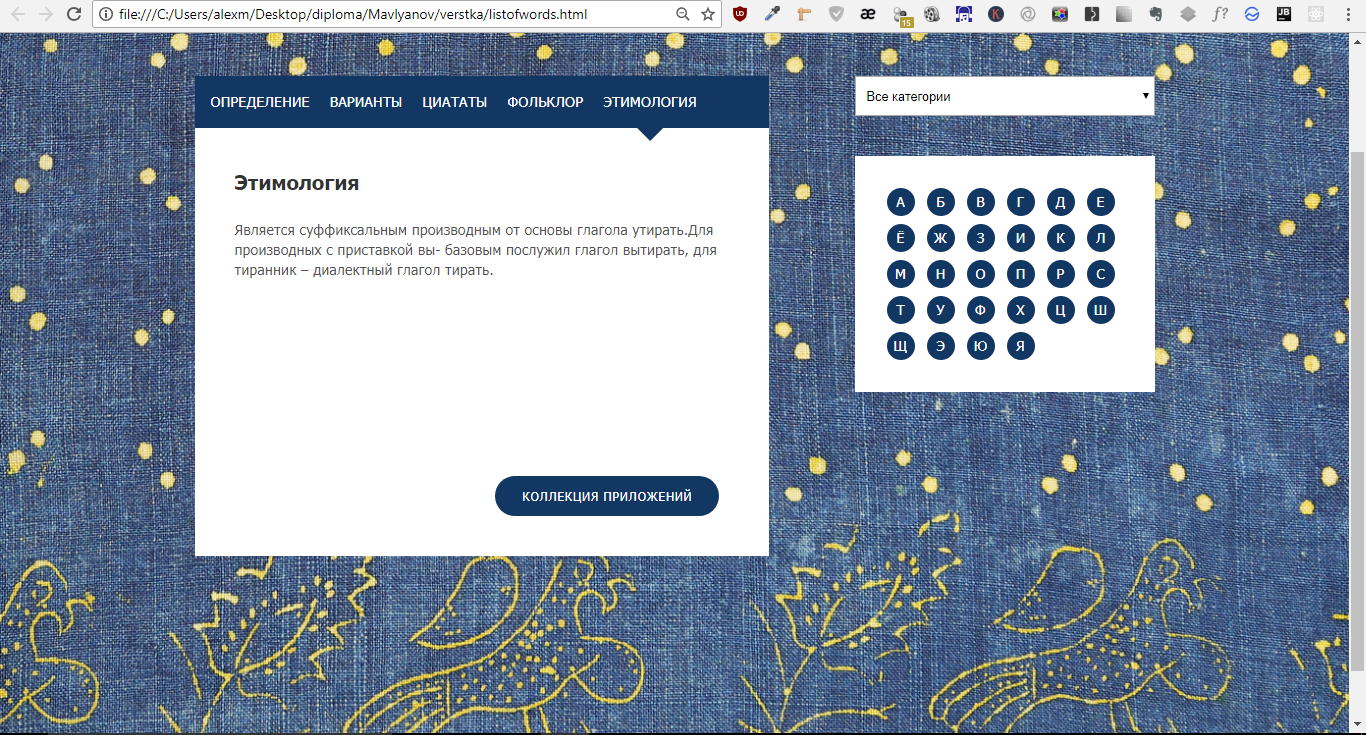 file:///C:/Users/alexm/Desktop/diploma/Mavlyanov/verstka/listofwords.html
15
ОПРЕДЕЛЕНИЕ ВАРИАНТЫ ЦИАТАТЫ ФОЛЬКЛОР ЭТИМОЛОГИЯ
Этимология
Является суффиксальным производным от основы глагола утирать.Для
производных с приставкой вы- базовым послужил глагол вытирать, для
тиранник – диалектный глагол тирать.
КОЛЛЕКЦИЯ ПРИЛОЖЕНИЙ
Все категории
А Б В Г Д Е
Ё Ж З И К Л
М Н О П Р С
Т У Ф Х Ц Ш
Щ Э Ю Я